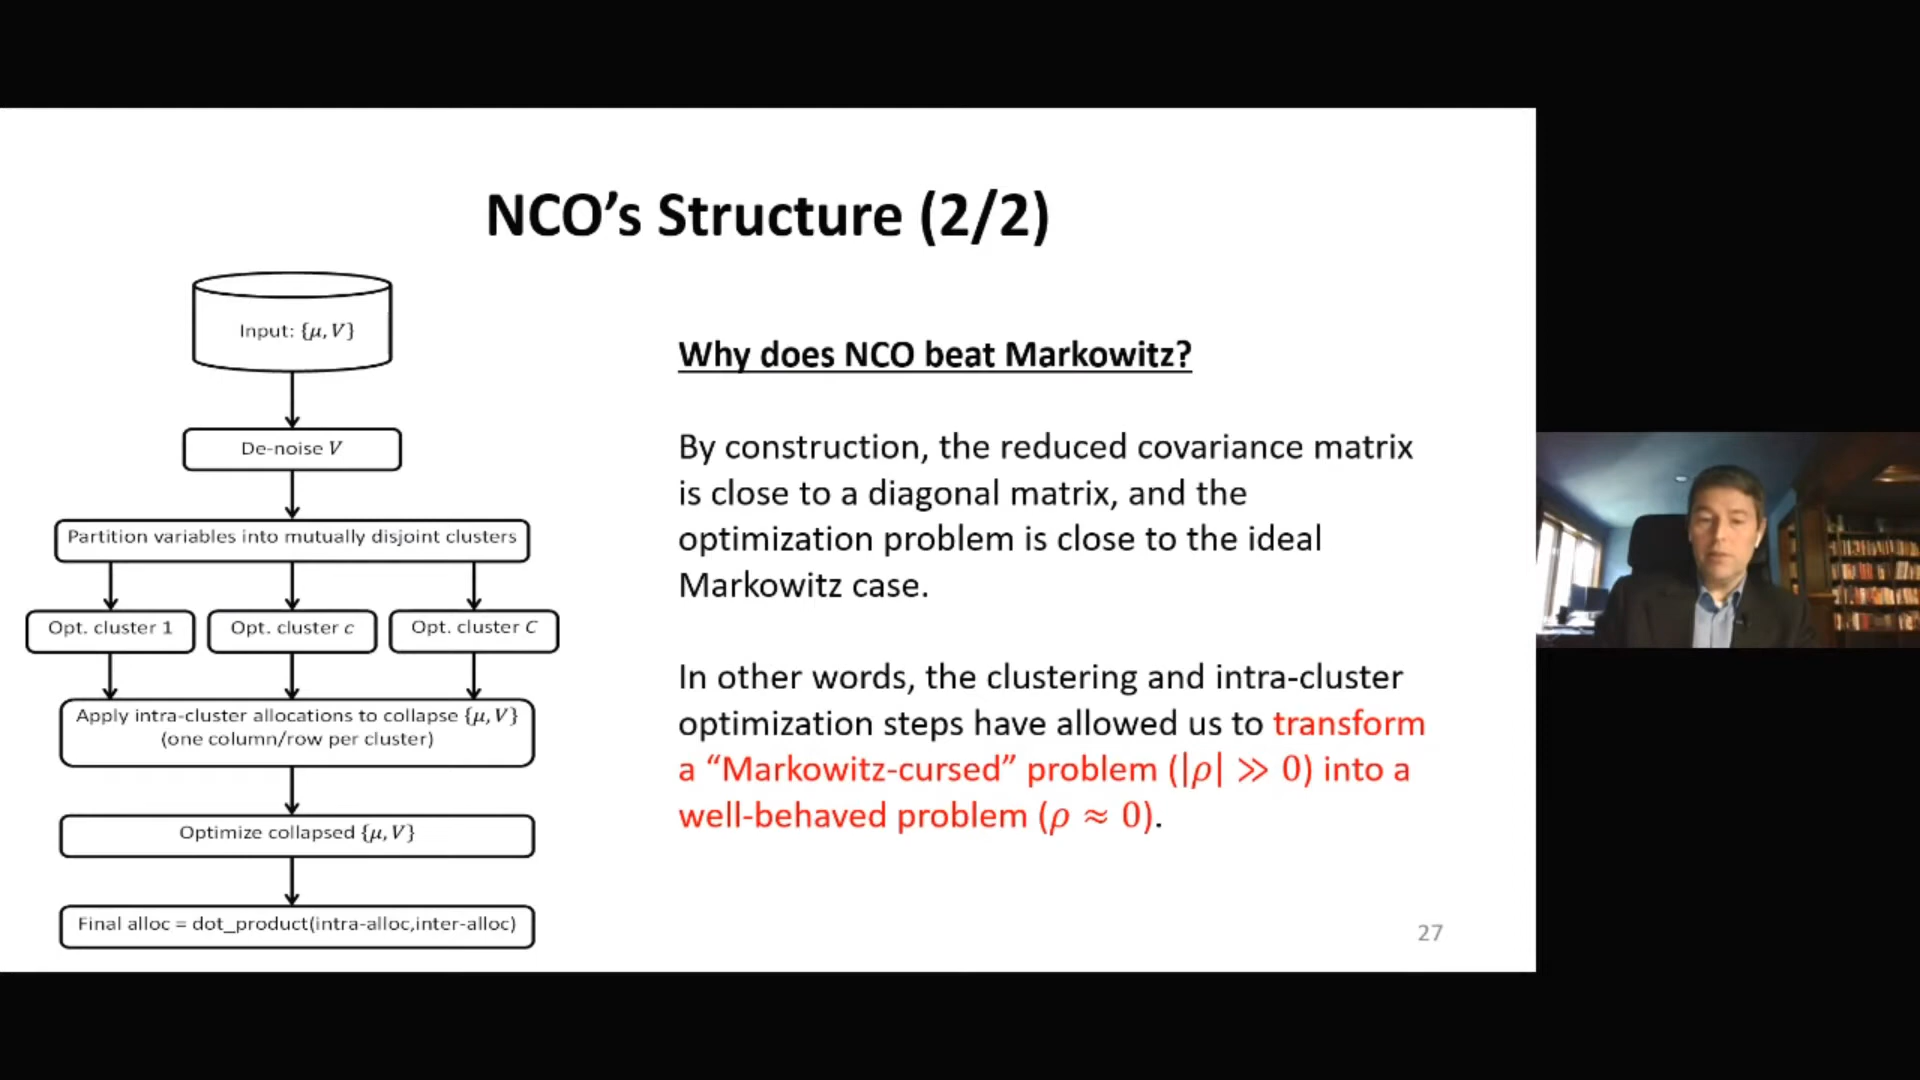 NCO’s Structure (2/2)
Input: {μ, V}
De-noise V
Partition variables into mutually disjoint clusters
Opt. cluster 1
Opt. cluster c
Opt. cluster C
Apply intra-cluster allocations to collapse {μ, V}
(one column/row per cluster)
Optimize collapsed {μ, V}
Final alloc = dot_product(intra-alloc,inter-alloc)
Why does NCO beat Markowitz?
By construction, the reduced covariance matrix
is close to a diagonal matrix, and the
optimization problem is close to the ideal
Markowitz case.
In other words, the clustering and intra-cluster
optimization steps have allowed us to transform
a “Markowitz-cursed” problem (|ρ| ≫ 0) into a
well-behaved problem (ρ ≈ 0).
27